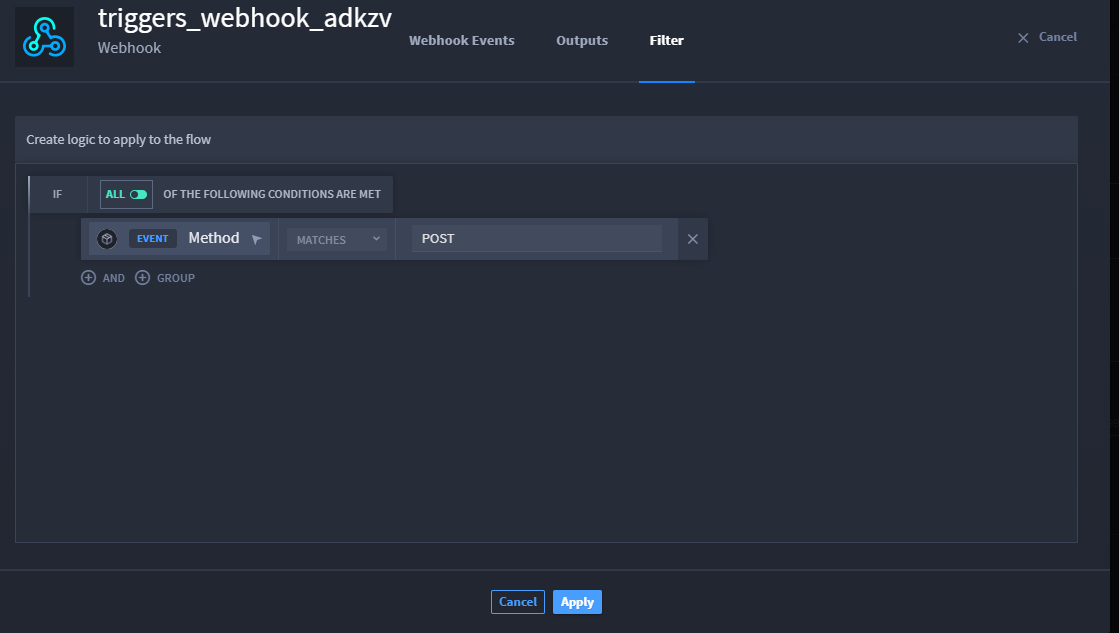 triggers_webhook_adkzv
Webhook
Webhook Events Outputs Filter
Cancel
Create logic to apply to the flow
IF ALL OF THE FOLLOWING CONDITIONS ARE MET
EVENT Method MATCHES POST
AND GROUP
Cancel Apply